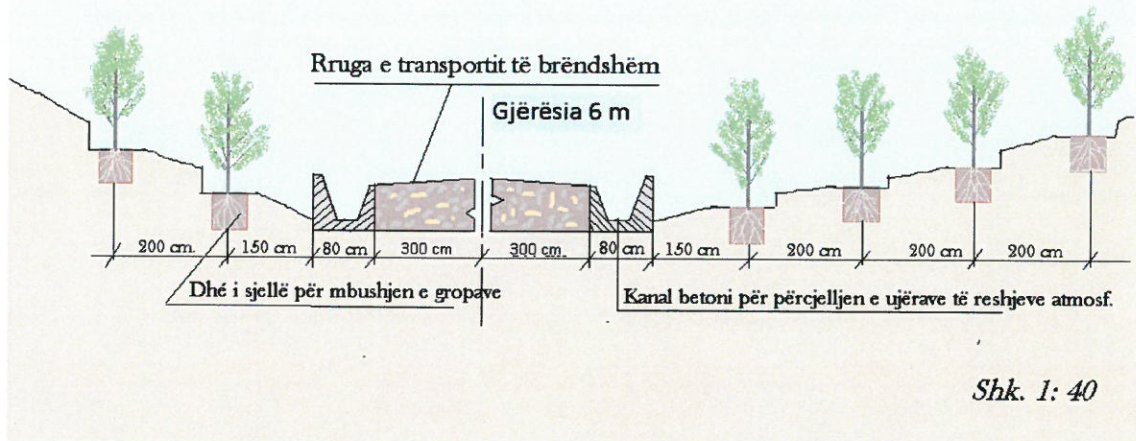 Rruga e transportit të brëndshëm
Gjërësia 6 m
200 cm. 150 cm 80 cm 300 cm 300 cm. 80 cm 150 cm 200 cm 200 cm 200 cm
Dhé i sjellë për mbushjen e gropave
Kanal betoni për përcjelljen e ujërave të reshjeve atmosf.
Shk. 1: 40